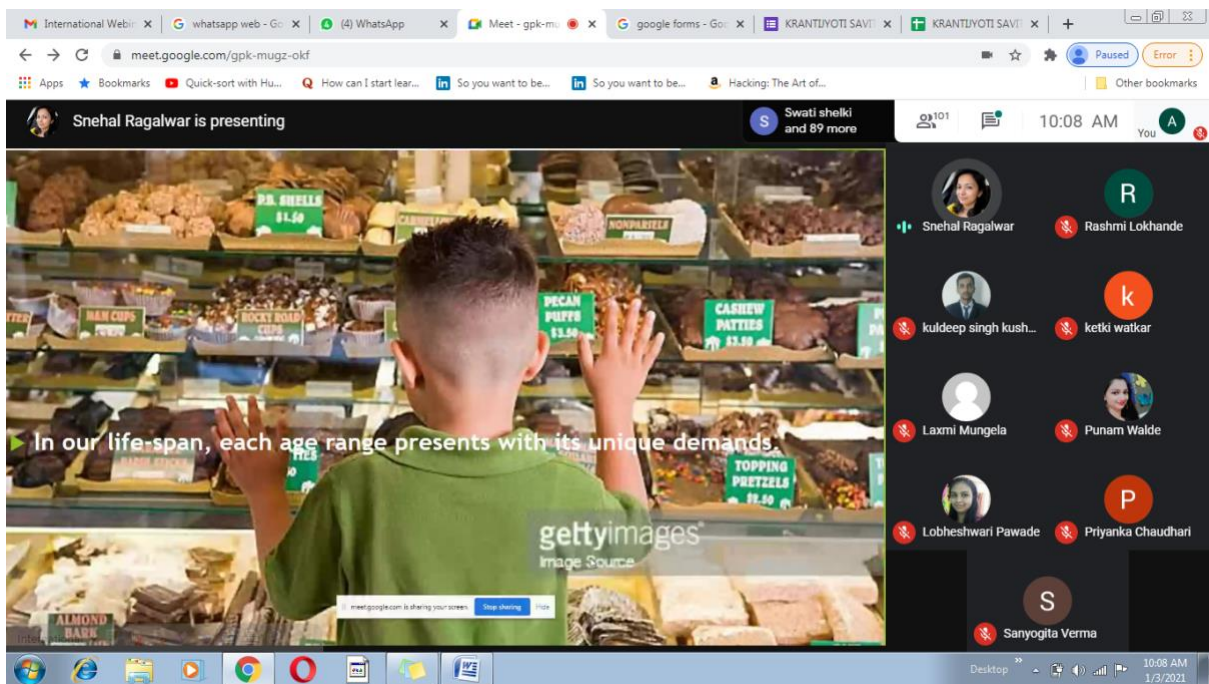 International Webin
whatsapp web - Go
(4) WhatsApp
Meet - gpk-mu
google forms - Goo
KRANTIJYOTI SAVIT
KRANTIJYOTI SAVIT
meet.google.com/gpk-mugz-okf
Paused
Error
Apps
Bookmarks
Quick-sort with Hu...
How can I start lear...
So you want to be...
So you want to be...
Hacking: The Art of...
Other bookmarks
Snehal Ragalwar is presenting
S
Swati shelki
and 89 more
101
10:08 AM
You
A
P.B. SHELLS
$1.50
NONPARIELS
PECAN
PUFFS
$3.50
CASHEW
PATTIES
$3.50
ROCKY ROAD
CUPS
In our life-span, each age range presents with its unique demands.
TOPPING
PRETZELS
$2.50
gettyimages®
Image Source
meet.google.com is sharing your screen.
Stop sharing
Hide
ALMOND
BARK
Snehal Ragalwar
R
Rashmi Lokhande
kuldeep singh kush...
k
ketki watkar
Laxmi Mungela
Punam Walde
Lobheshwari Pawade
P
Priyanka Chaudhari
S
Sanyogita Verma
Desktop
10:08 AM
1/3/2021